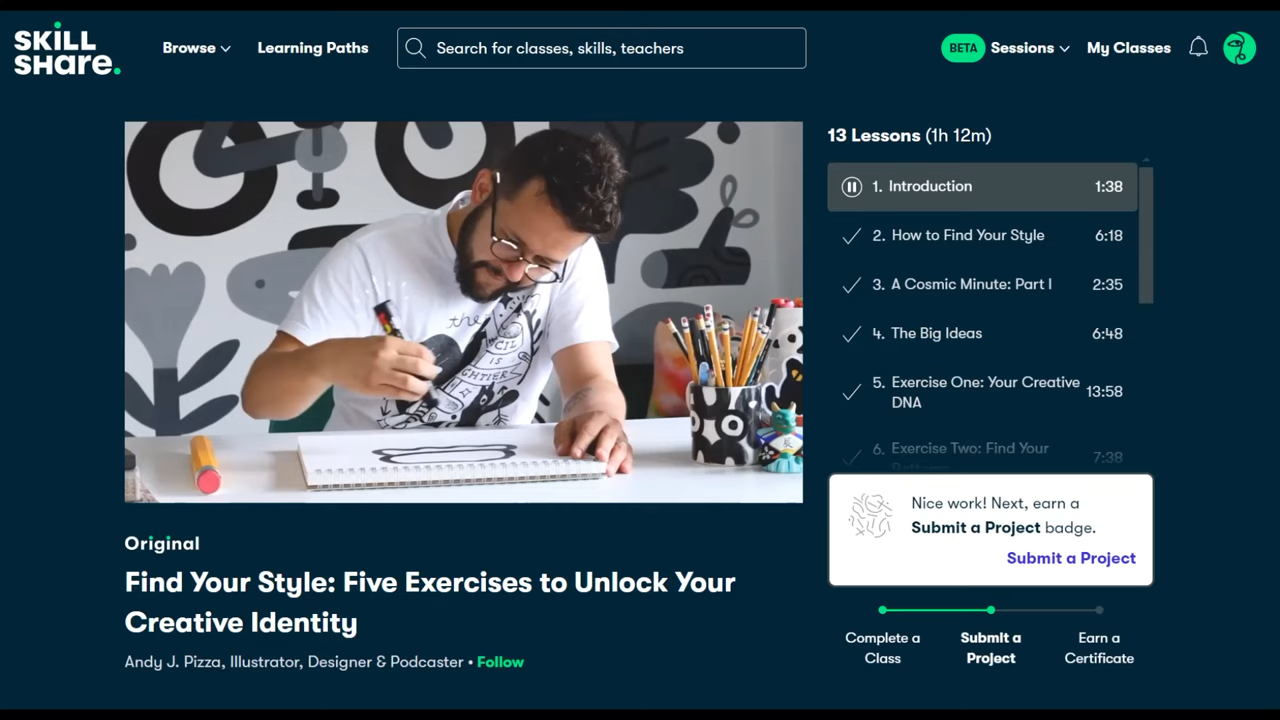 SKILL
SHare.
Browse
Learning Paths
Search for classes, skills, teachers
BETA
Sessions
My Classes
the
CIL
IS
GHTIER
13 Lessons (1h 12m)
1. Introduction 1:38
2. How to Find Your Style 6:18
3. A Cosmic Minute: Part I 2:35
4. The Big Ideas 6:48
5. Exercise One: Your Creative
DNA 13:58
6. Exercise Two: Find Your
7:38
Nice work! Next, earn a
Submit a Project badge.
Submit a Project
Complete a
Class
Submit a
Project
Earn a
Certificate
Original
Find Your Style: Five Exercises to Unlock Your
Creative Identity
Andy J. Pizza, Illustrator, Designer & Podcaster • Follow